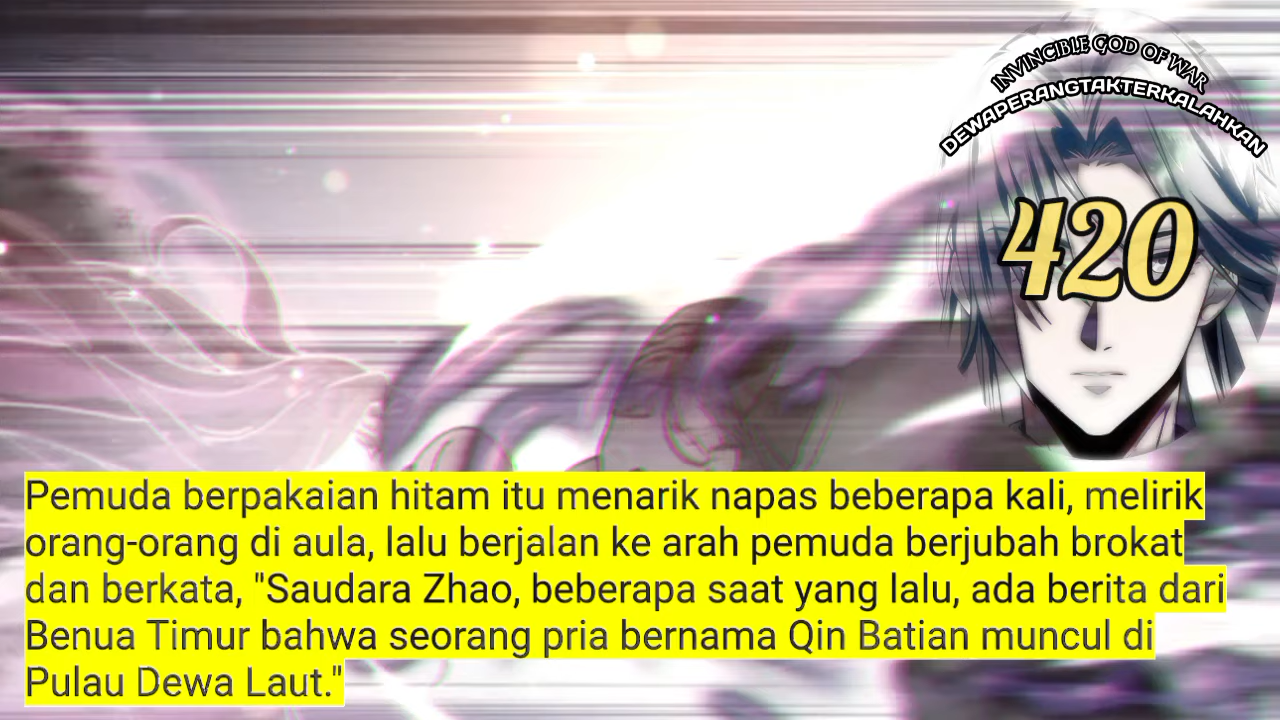 INVINCIBLE GOD OF WAR
DEWAPERANGTAKTERKALAHKAN
420
Pemuda berpakaian hitam itu menarik napas beberapa kali, melirik
orang-orang di aula, lalu berjalan ke arah pemuda berjubah brokat
dan berkata, "Saudara Zhao, beberapa saat yang lalu, ada berita dari
Benua Timur bahwa seorang pria bernama Qin Batian muncul di
Pulau Dewa Laut."